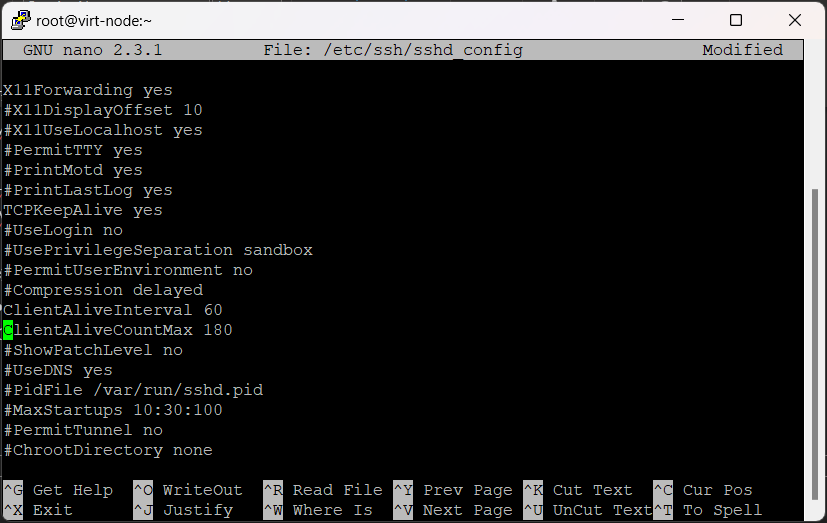 root@virt-node:~
GNU nano 2.3.1 File: /etc/ssh/sshd_config Modified
X11Forwarding yes
#X11DisplayOffset 10
#X11UseLocalhost yes
#PermitTTY yes
#PrintMotd yes
#PrintLastLog yes
TCPKeepAlive yes
#UseLogin no
#UsePrivilegeSeparation sandbox
#PermitUserEnvironment no
#Compression delayed
ClientAliveInterval 60
ClientAliveCountMax 180
#ShowPatchLevel no
#UseDNS yes
#PidFile /var/run/sshd.pid
#MaxStartups 10:30:100
#PermitTunnel no
#ChrootDirectory none
^G Get Help ^O WriteOut ^R Read File ^Y Prev Page ^K Cut Text ^C Cur Pos
^X Exit ^J Justify ^W Where Is ^V Next Page ^U UnCut Text ^T To Spell